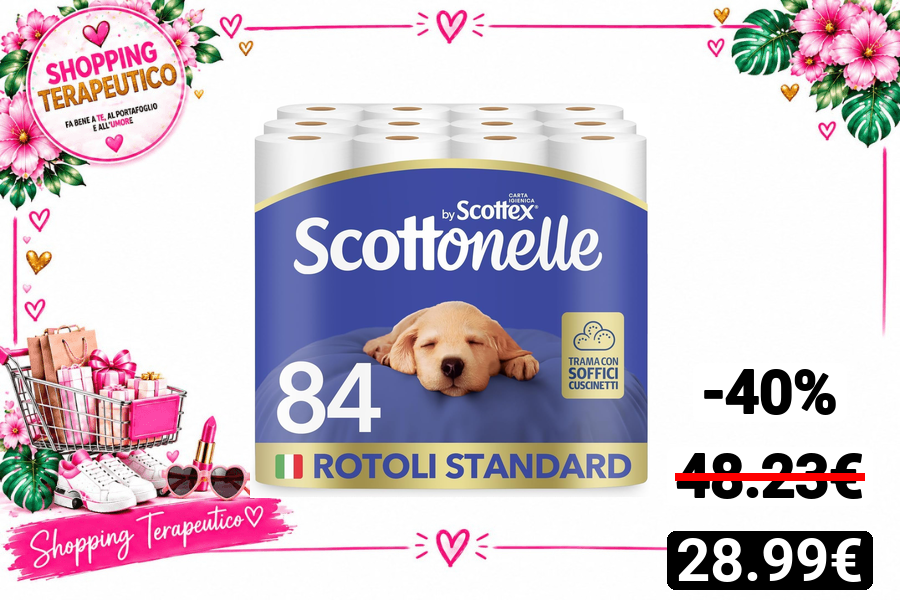 SHOPPING
TERAPEUTICO
FA BENE A TE, AL PORTAFOGLIO
E ALL'UMORE
CARTA
IGIENICA
by Scottex®
Scottonelle
TRAMA CON
SOFFICI
CUSCINETTI
84
ROTOLI STANDARD
-40%
48.23€
28.99€
Shopping Terapeutico